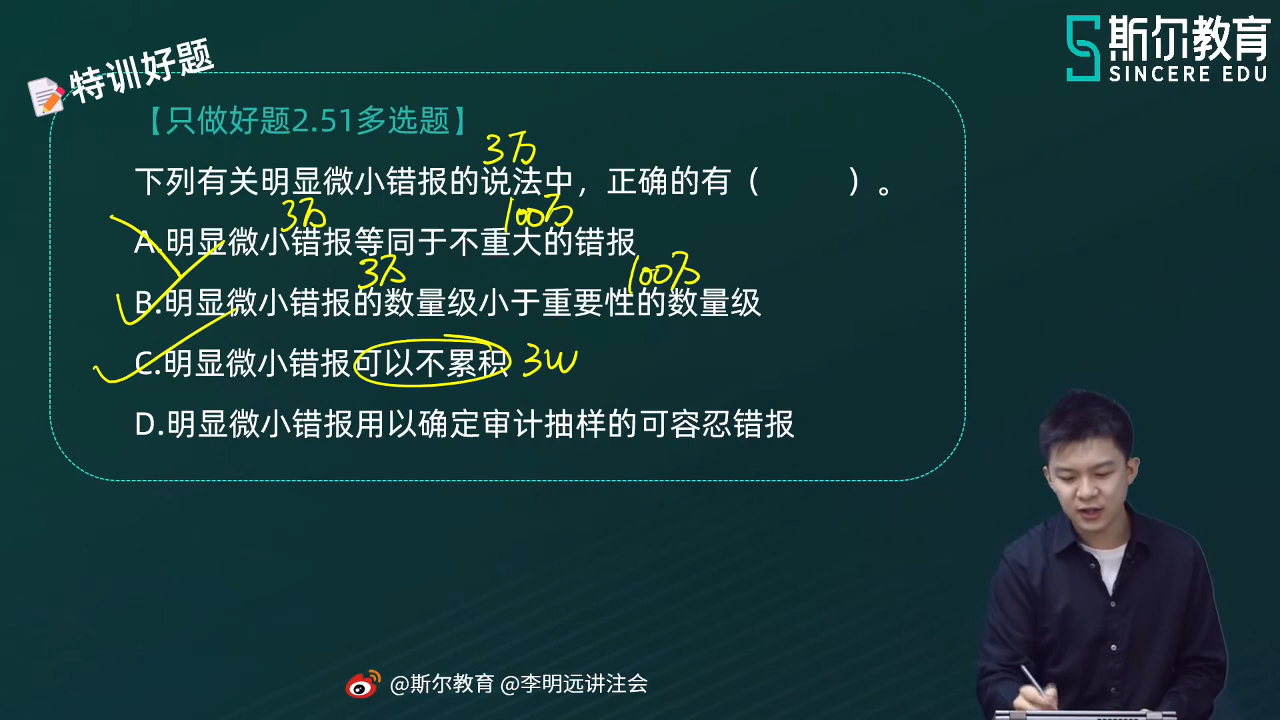 特训好题
斯尔教育
SINCERE EDU
【只做好题2.51多选题】
3万
下列有关明显微小错报的说法中，正确的有（ ）。
3万 100万
A.明显微小错报等同于不重大的错报
3万 100万
B.明显微小错报的数量级小于重要性的数量级
C.明显微小错报可以不累积 3W
D.明显微小错报用以确定审计抽样的可容忍错报
@斯尔教育 @李明远讲注会